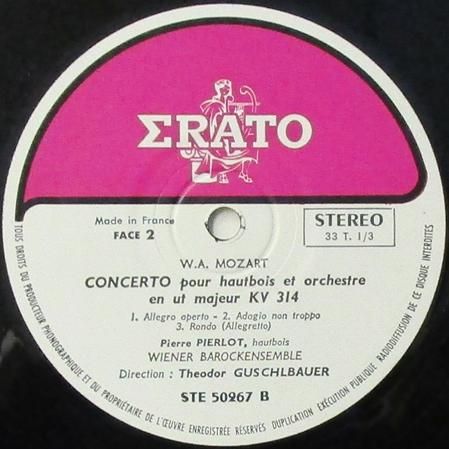 ΣRATO
Made in France
FACE 2
STEREO
33 T. 1/3
W.A. MOZART
CONCERTO pour hautbois et orchestre
en ut majeur KV 314
1. Allegro aperto - 2. Adagio non troppo
3. Rondo (Allegretto)
Pierre PIERLOT, hautbois
WIENER BAROCKENSEMBLE
Direction : Theodor GUSCHLBAUER
STE 50267 B
TOUS DROITS DU PRODUCTEUR PHONOGRAPHIQUE ET DU PROPRIÉTAIRE DE L'ŒUVRE ENREGISTRÉE RÉSERVÉS DUPLICATION EXÉCUTION PUBLIQUE RADIODIFFUSION DE CE DISQUE INTERDITES